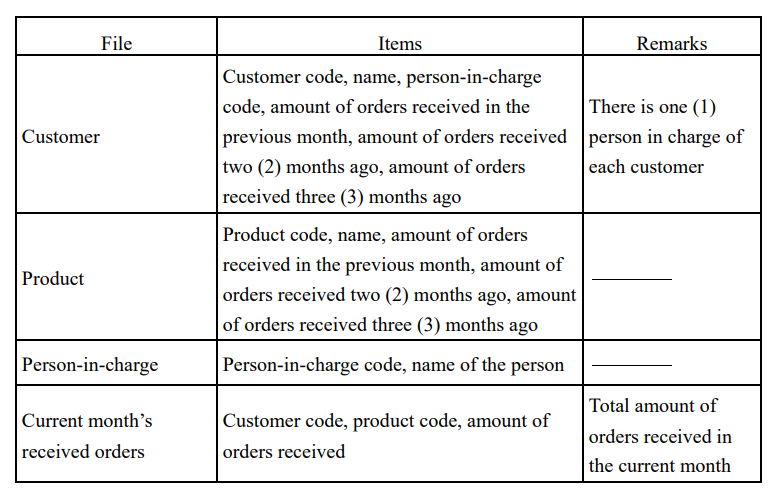 File Items Remarks
Customer
Customer code, name, person-in-charge
code, amount of orders received in the
previous month, amount of orders received
two (2) months ago, amount of orders
received three (3) months ago
There is one (1)
person in charge of
each customer
Product
Product code, name, amount of orders
received in the previous month, amount of
orders received two (2) months ago, amount
of orders received three (3) months ago
Person-in-charge
Person-in-charge code, name of the person
Current month’s
received orders
Customer code, product code, amount of
orders received
Total amount of
orders received in
the current month